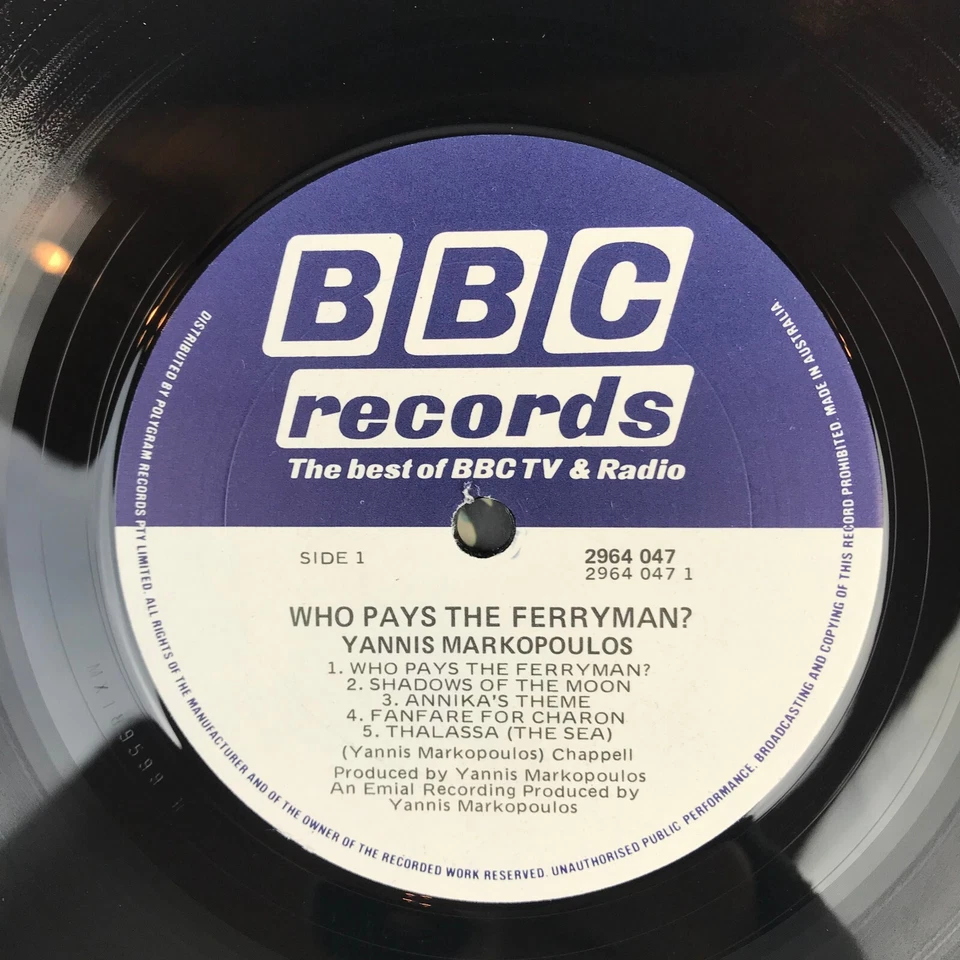 BBC
records
The best of BBC TV & Radio
SIDE 1
2964 047
2964 047 1
WHO PAYS THE FERRYMAN?
YANNIS MARKOPOULOS
1. WHO PAYS THE FERRYMAN?
2. SHADOWS OF THE MOON
3. ANNIKA'S THEME
4. FANFARE FOR CHARON
5. THALASSA (THE SEA)
(Yannis Markopoulos) Chappell
Produced by Yannis Markopoulos
An Emial Recording Produced by
Yannis Markopoulos
DISTRIBUTED BY POLYGRAM RECORDS PTY LIMITED. ALL RIGHTS OF THE MANUFACTURER AND OF THE OWNER OF THE RECORDED WORK RESERVED. UNAUTHORISED PUBLIC PERFORMANCE, BROADCASTING AND COPYING OF THIS RECORD PROHIBITED. MADE IN AUSTRALIA.